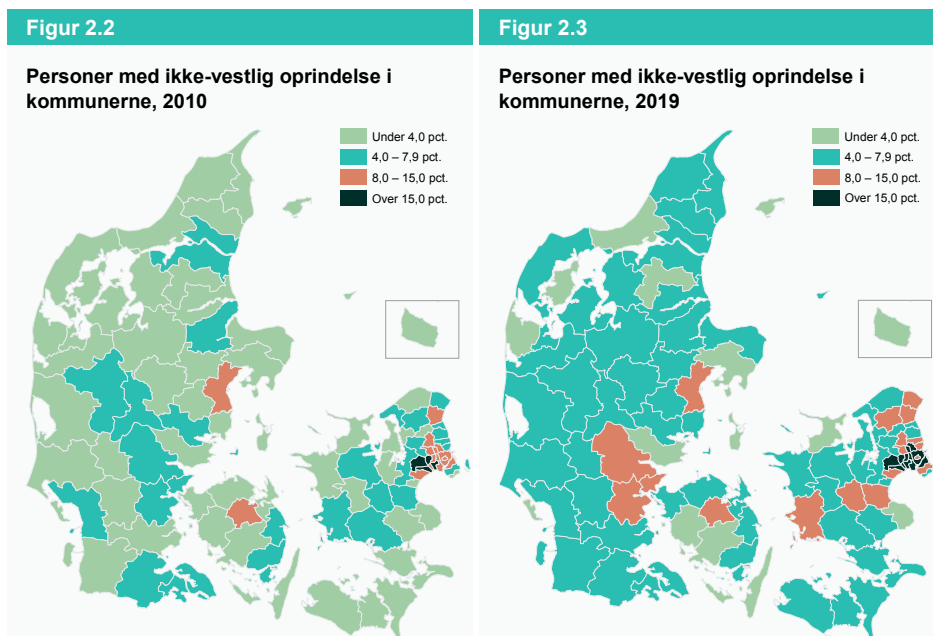 Figur 2.2
Personer med ikke-vestlig oprindelse i
kommunerne, 2010
Under 4,0 pct.
4,0 – 7,9 pct.
8,0 – 15,0 pct.
Over 15,0 pct.
Figur 2.3
Personer med ikke-vestlig oprindelse i
kommunerne, 2019
Under 4,0 pct.
4,0 – 7,9 pct.
8,0 – 15,0 pct.
Over 15,0 pct.